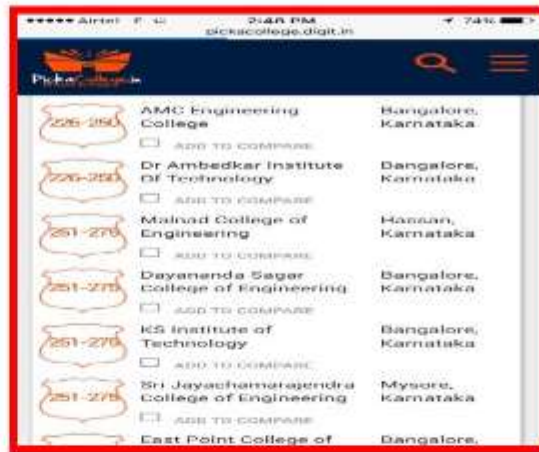 Airtel 2:48 PM 74%
pickacollege.digit.in
PickaCollege.in
226-250 AMC Engineering College Bangalore, Karnataka
ADD TO COMPARE
226-250 Dr Ambedkar Institute Of Technology Bangalore, Karnataka
ADD TO COMPARE
251-275 Malnad College of Engineering Hassan, Karnataka
ADD TO COMPARE
251-275 Dayananda Sagar College of Engineering Bangalore, Karnataka
ADD TO COMPARE
251-275 KS Institute of Technology Bangalore, Karnataka
ADD TO COMPARE
251-275 Sri Jayachamarajendra College of Engineering Mysore, Karnataka
ADD TO COMPARE
East Point College of Bangalore,